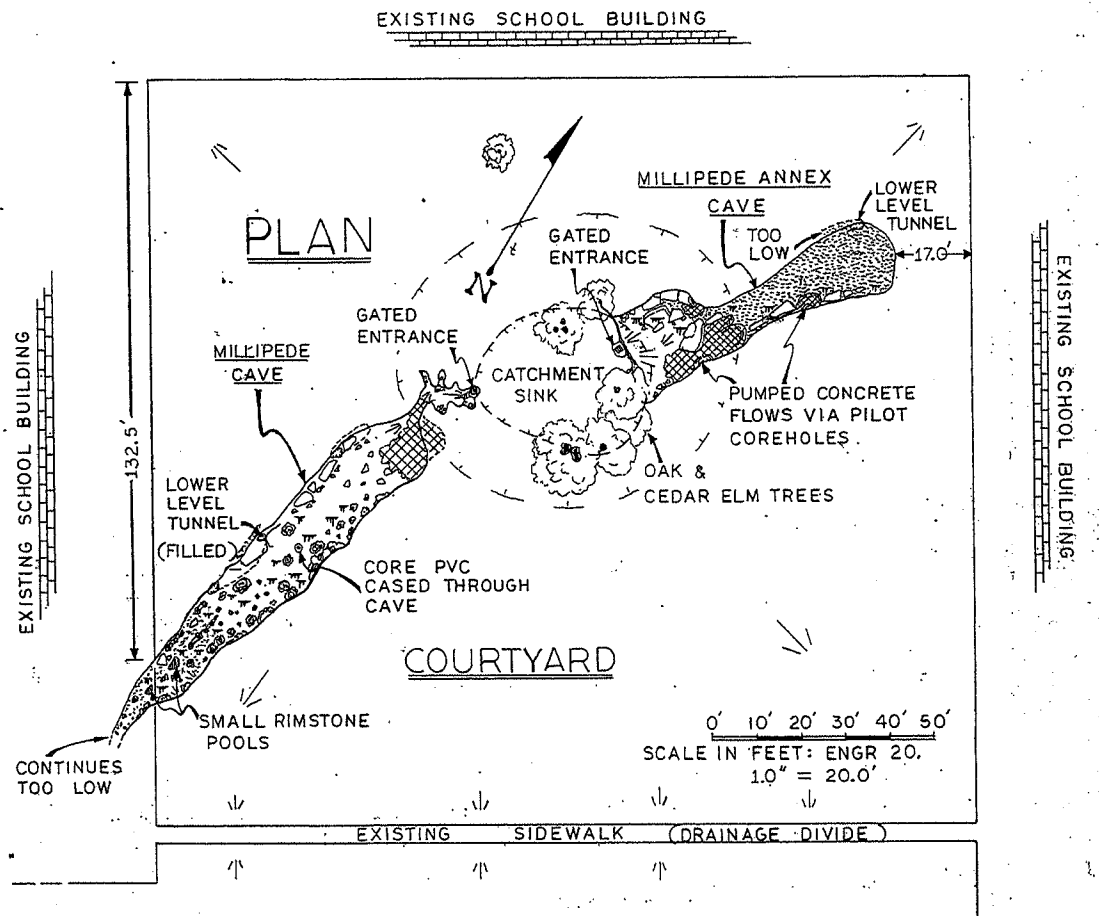 EXISTING SCHOOL BUILDING
PLAN
N
MILLIPEDE ANNEX
CAVE
LOWER
LEVEL
TUNNEL
TOO
LOW
17.0'
GATED
ENTRANCE
GATED
ENTRANCE
MILLIPEDE
CAVE
CATCHMENT
SINK
PUMPED CONCRETE
FLOWS VIA PILOT
COREHOLES.
OAK &
CEDAR ELM TREES
EXISTING SCHOOL BUILDING
EXISTING SCHOOL BUILDING
132.5'
LOWER
LEVEL
TUNNEL
(FILLED)
CORE PVC
CASED THROUGH
CAVE
COURTYARD
SMALL RIMSTONE
POOLS
CONTINUES
TOO LOW
0' 10' 20' 30' 40' 50'
SCALE IN FEET: ENGR 20.
1.0" = 20.0'
EXISTING SIDEWALK (DRAINAGE DIVIDE)